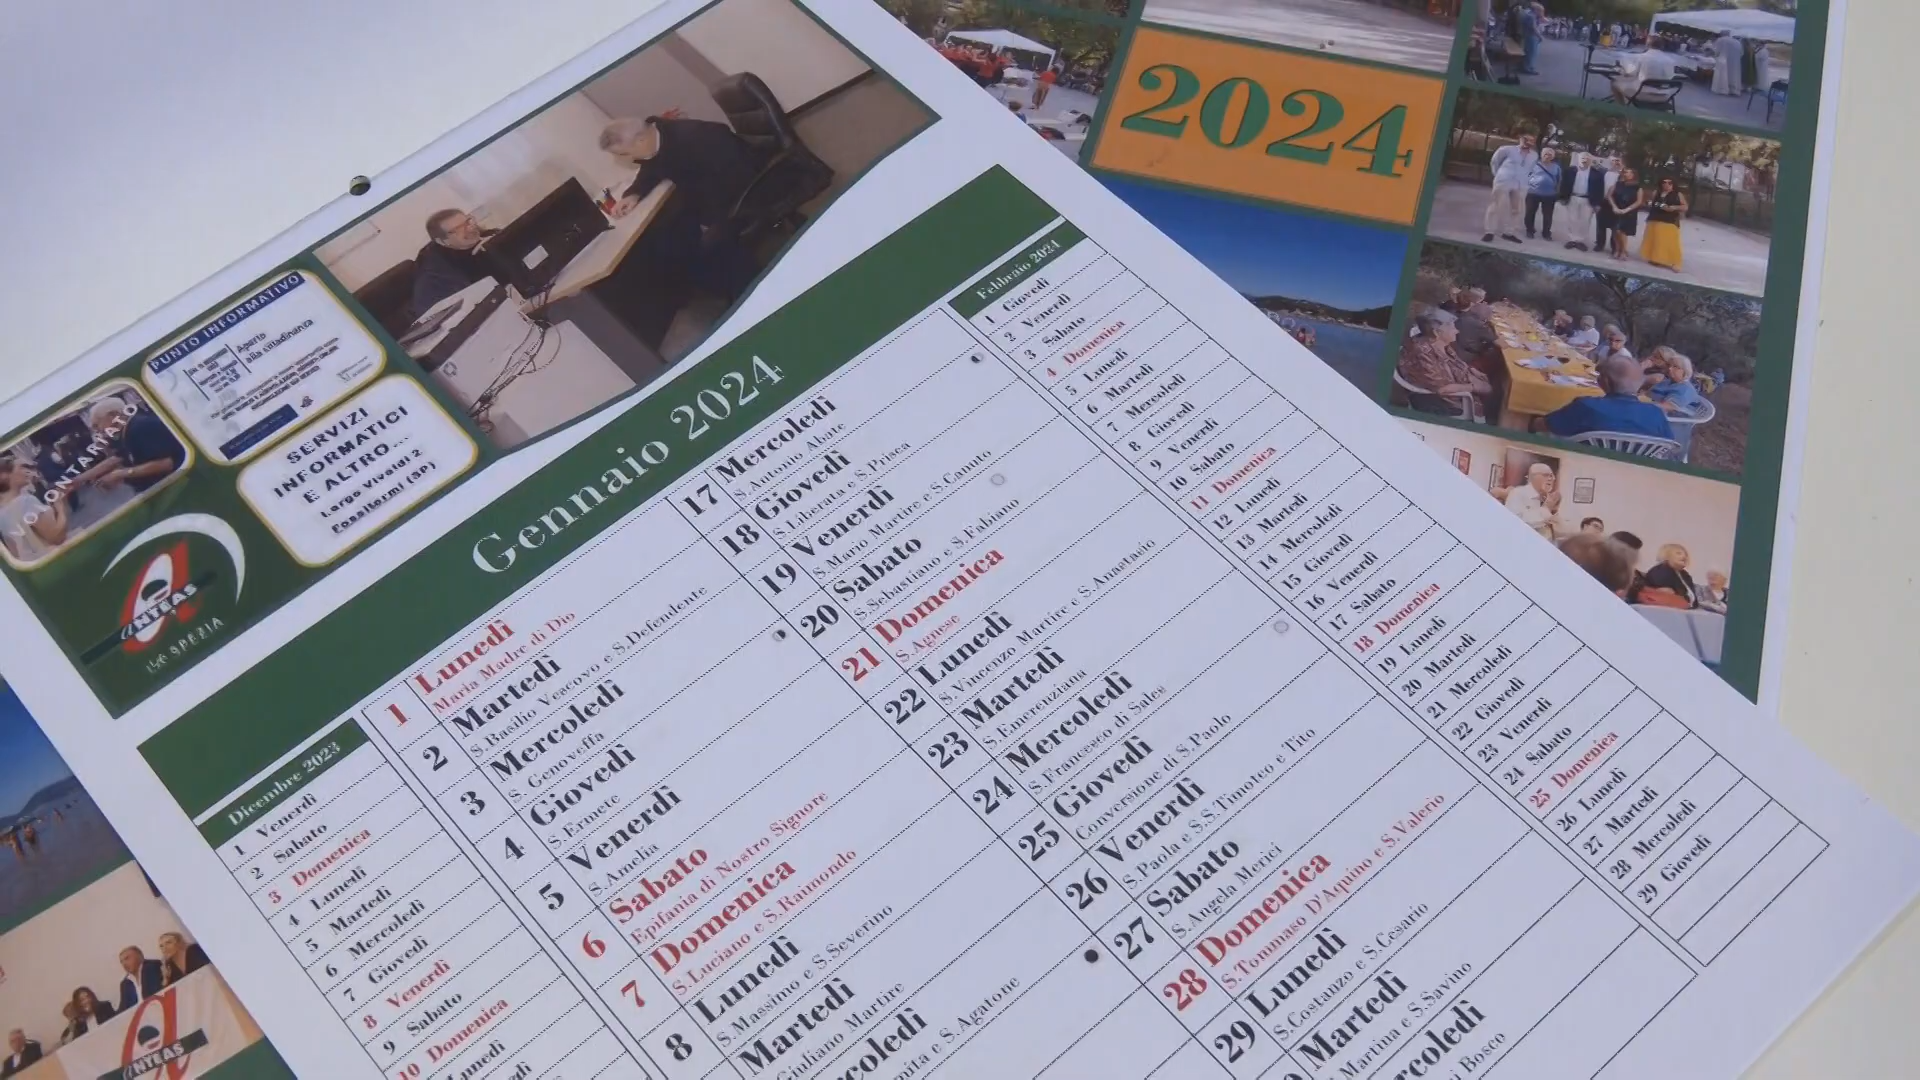 2024
PUNTO INFORMATIVO
Aperto
alla cittadinanza
VOLONTARIATO
SERVIZI
INFORMATICI
E ALTRO...
Largo Vivaldi 2
Fossitermi (SP)
ANTEAS
LA SPEZIA
Gennaio 2024
1 Lunedì
Maria Madre di Dio
2 Martedì
S.Basilio Vescovo e S.Defendente
3 Mercoledì
S. Genoveffa
4 Giovedì
S. Ermete
5 Venerdì
S. Amelia
6 Sabato
Epifania di Nostro Signore
7 Domenica
S.Luciano e S.Raimondo
8 Lunedì
S.Massimo e S.Severino
Martedì
Giuliano Martire
coledì
e S.Agatone
17 Mercoledì
S.Antonio Abate
18 Giovedì
S.Liberata e S.Prisca
19 Venerdì
S.Mario Martire e S.Canuto
20 Sabato
S.Sebastiano e S.Fabiano
21 Domenica
S.Agnese
22 Lunedì
S.Vincenzo Martire e S.Anastasio
23 Martedì
S.Emerenziana
24 Mercoledì
S.Francesco di Sales
25 Giovedì
Conversione di S.Paolo
26 Venerdì
S.Paola e S.S.Timoteo e Tito
27 Sabato
S.Angela Merici
28 Domenica
S.Tommaso D'Aquino e S.Valerio
29 Lunedì
S.Costanzo e S.Cesario
Martedì
Martina e S.Savino
rcoledì
Bosco
Dicembre 2023
1 Venerdì
2 Sabato
3 Domenica
4 Lunedì
5 Martedì
6 Mercoledì
7 Giovedì
8 Venerdì
9 Sabato
10 Domenica
Lunedì
Febbraio 2024
1 Giovedì
2 Venerdì
3 Sabato
4 Domenica
5 Lunedì
6 Martedì
7 Mercoledì
8 Giovedì
9 Venerdì
10 Sabato
11 Domenica
12 Lunedì
13 Martedì
14 Mercoledì
15 Giovedì
16 Venerdì
17 Sabato
18 Domenica
19 Lunedì
20 Martedì
21 Mercoledì
22 Giovedì
23 Venerdì
24 Sabato
25 Domenica
26 Lunedì
27 Martedì
28 Mercoledì
29 Giovedì
ANTEAS